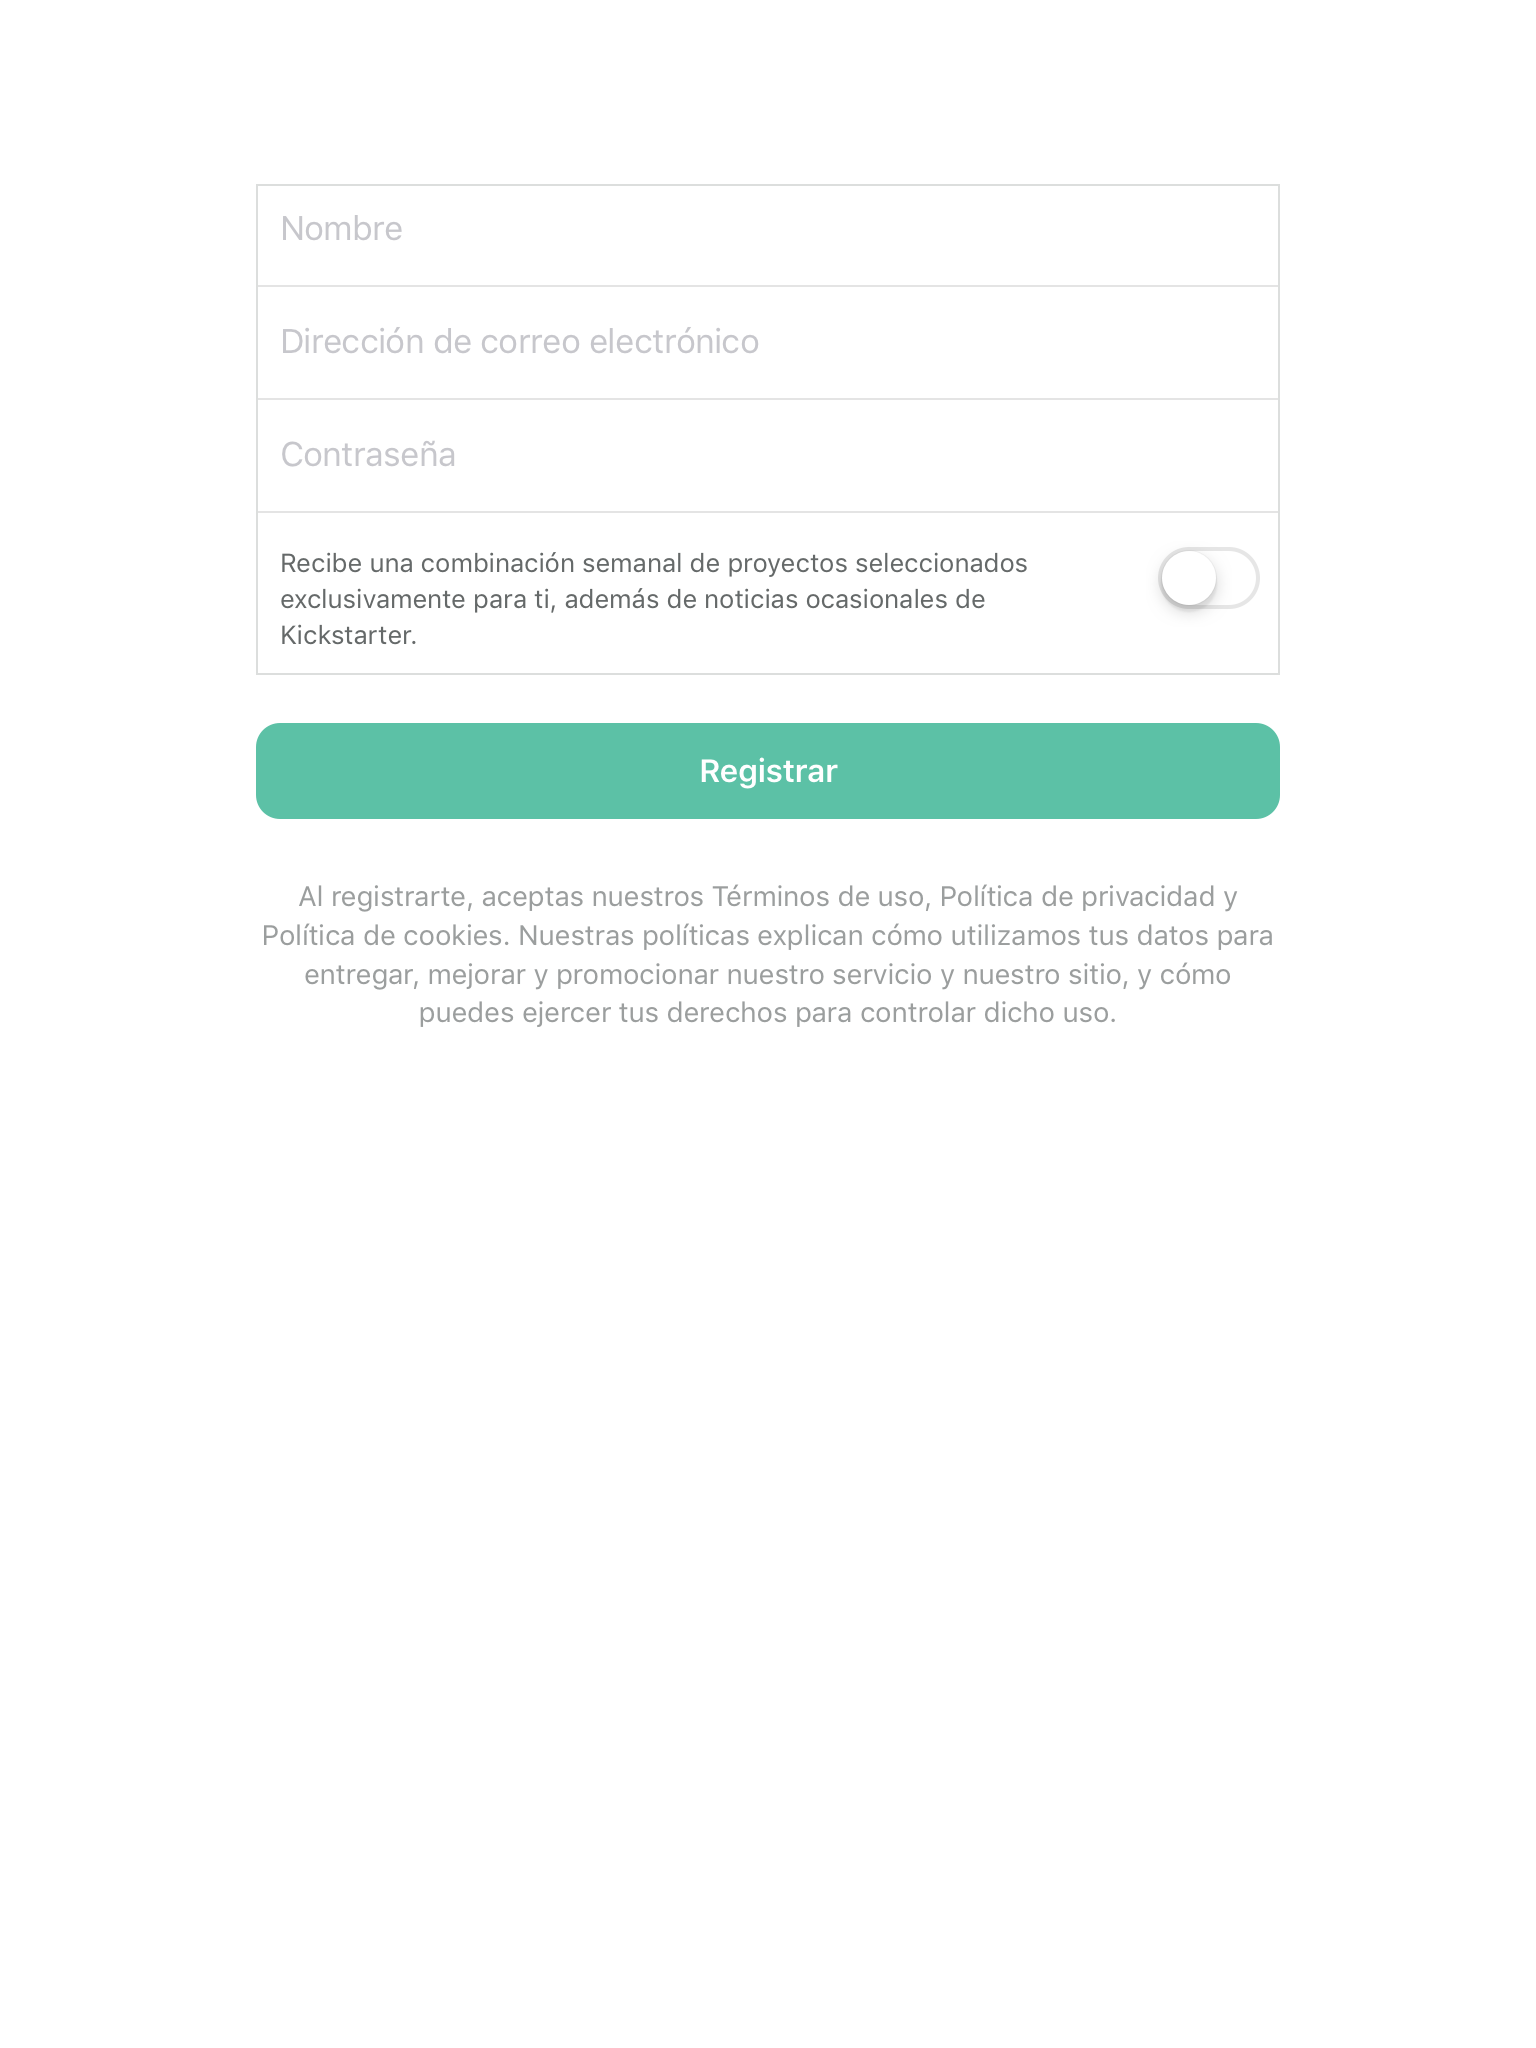 Nombre
Dirección de correo electrónico
Contraseña
Recibe una combinación semanal de proyectos seleccionados
exclusivamente para ti, además de noticias ocasionales de
Kickstarter.
Registrar
Al registrarte, aceptas nuestros Términos de uso, Política de privacidad y
Política de cookies. Nuestras políticas explican cómo utilizamos tus datos para
entregar, mejorar y promocionar nuestro servicio y nuestro sitio, y cómo
puedes ejercer tus derechos para controlar dicho uso.